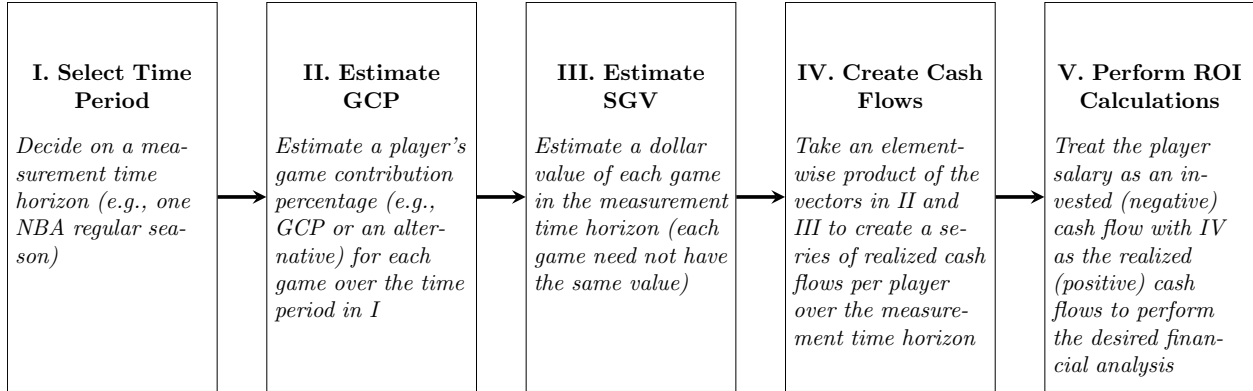 I. Select Time
Period
Decide on a mea-
surement time
horizon (e.g., one
NBA regular sea-
son)
II. Estimate
GCP
Estimate a player's
game contribution
percentage (e.g.,
GCP or an alter-
native) for each
game over the time
period in I
III. Estimate
SGV
Estimate a dollar
value of each game
in the measurement
time horizon (each
game need not have
the same value)
IV. Create Cash
Flows
Take an element-
wise product of the
vectors in II and
III to create a se-
ries of realized cash
flows per player
over the measure-
ment time horizon
V. Perform ROI
Calculations
Treat the player
salary as an in-
vested (negative)
cash flow with IV
as the realized
(positive) cash
flows to perform
the desired finan-
cial analysis